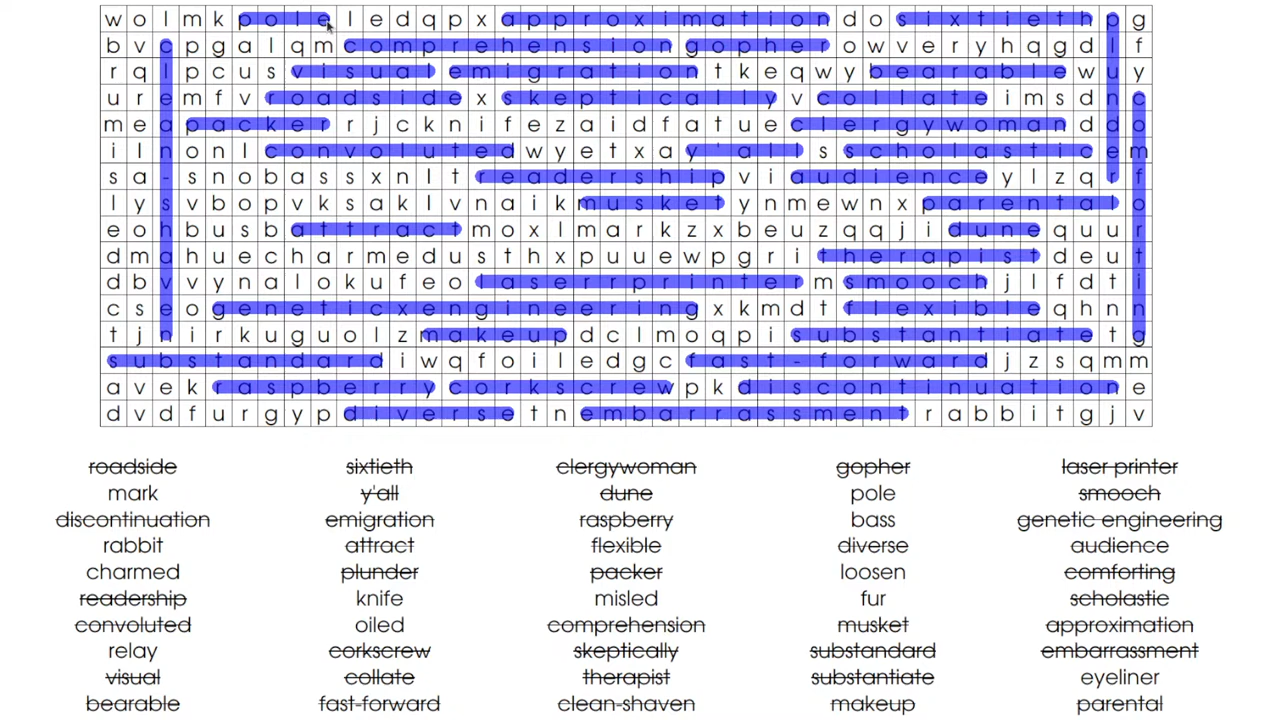 w o l m k p o l e l e d q p x a p p r o x i m a t i o n d o s i x t i e t h p g
b v c p g a l q m c o m p r e h e n s i o n g o p h e r o w v e r y h q g d l f
r q l p c u s v i s u a l e m i g r a t i o n t k e q w y b e a r a b l e w u y
u r e m f v r o a d s i d e x s k e p t i c a l l y v c o l l a t e i m s d n c
m e a p a c k e r r j c k n i f e z a i d f a t u e c l e r g y w o m a n d d o
i l n o n l c o n v o l u t e d w y e t x a y ' a l l s s c h o l a s t i c e m
s a - s n o b a s s x n l t r e a d e r s h i p v i a u d i e n c e y l z q r f
l y s v b o p v k s a k l v n a i k m u s k e t y n m e w n x p a r e n t a l o
e o h b u s b a t t r a c t m o x l m a r k z x b e u z q q j i d u n e q u u r
d m a h u e c h a r m e d u s t h x p u u e w p g r i t h e r a p i s t d e u t
d b v v y n a l o k u f e o l a s e r r p r i n t e r m s m o o c h j l f d t i
c s e o g e n e t i c x e n g i n e e r i n g x k m d t f l e x i b l e q h n n
t j n i r k u g u o l z m a k e u p d c l m o q p i s u b s t a n t i a t e t g
s u b s t a n d a r d i w q f o i l e d g c f a s t - f o r w a r d j z s q m m
a v e k r a s p b e r r y c o r k s c r e w p k d i s c o n t i n u a t i o n e
d v d f u r g y p d i v e r s e t n e m b a r r a s s m e n t r a b b i t g j v
roadside sixtieth clergywoman gopher laser printer
mark y'all dune pole smooch
discontinuation emigration raspberry bass genetic engineering
rabbit attract flexible diverse audience
charmed plunder packer loosen comforting
readership knife misled fur scholastic
convoluted oiled comprehension musket approximation
relay corkscrew skeptically substandard embarrassment
visual collate therapist substantiate eyeliner
bearable fast-forward clean-shaven makeup parental